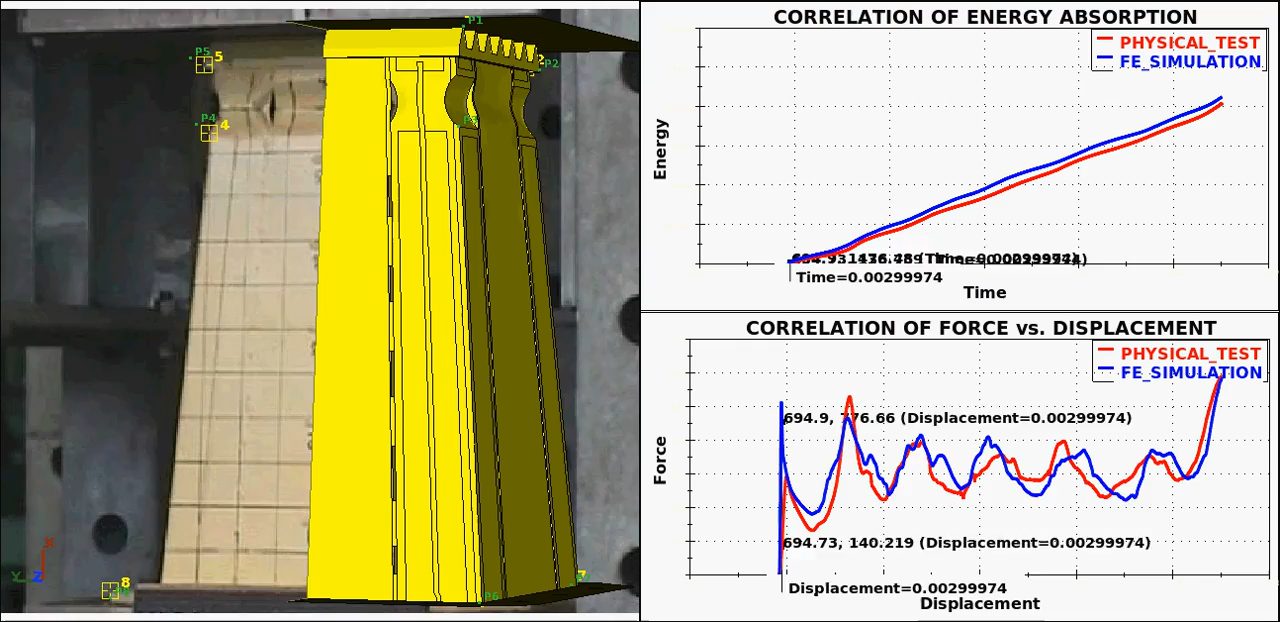 P1
P5 5
2 P2
P4 4
P3
X
Y Z
8
7
P6
CORRELATION OF ENERGY ABSORPTION
PHYSICAL_TEST
FE_SIMULATION
Energy
Time=0.00299974
Time
CORRELATION OF FORCE vs. DISPLACEMENT
PHYSICAL_TEST
FE_SIMULATION
694.9, 776.66 (Displacement=0.00299974)
Force
694.73, 140.219 (Displacement=0.00299974)
Displacement=0.00299974
Displacement